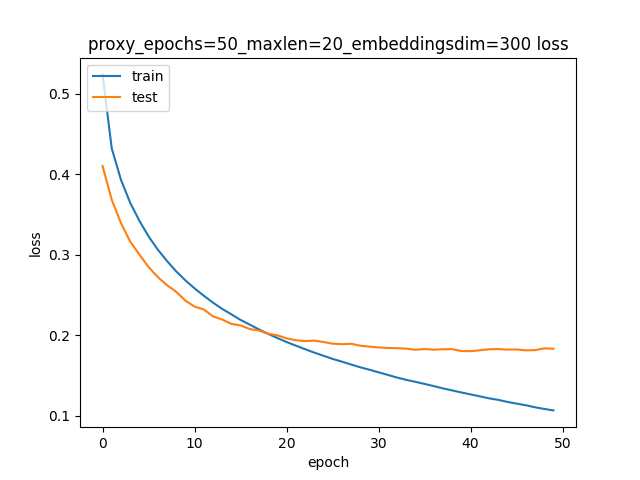 proxy_epochs=50_maxlen=20_embeddingsdim=300 loss
train
test
0.5
0.4
0.3
0.2
0.1
loss
0 10 20 30 40 50
epoch